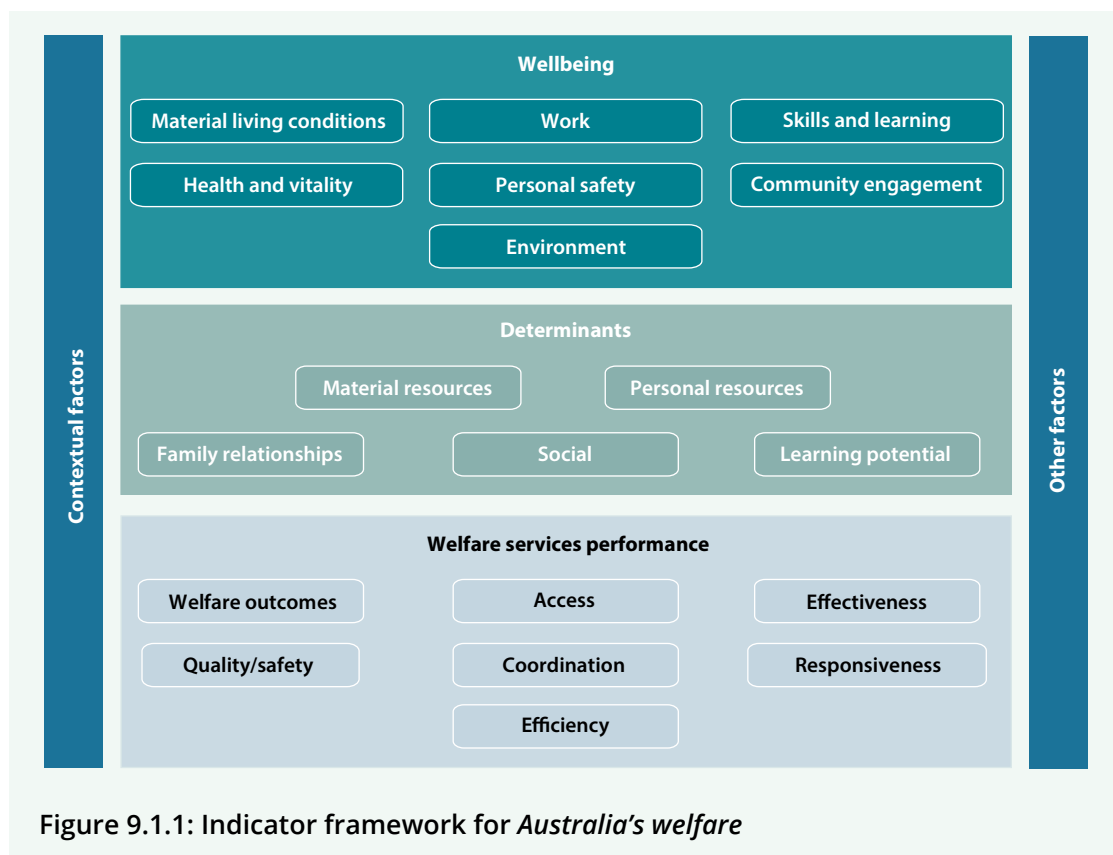 Contextual factors
Wellbeing
Material living conditions
Work
Skills and learning
Health and vitality
Personal safety
Community engagement
Environment
Determinants
Material resources
Personal resources
Family relationships
Social
Learning potential
Welfare services performance
Welfare outcomes
Access
Effectiveness
Quality/safety
Coordination
Responsiveness
Efficiency
Other factors
Figure 9.1.1: Indicator framework for Australia's welfare